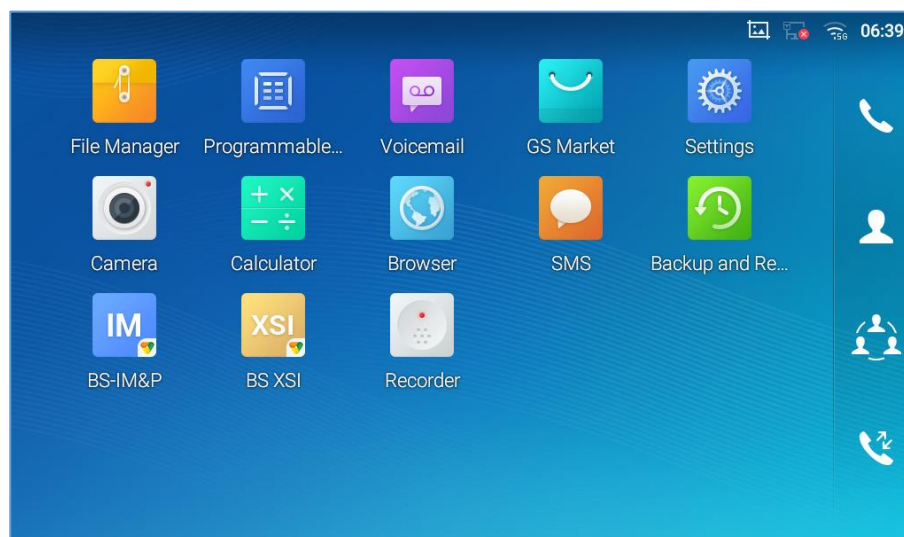 5G 06:39
File Manager Programmable... Voicemail GS Market Settings
Camera Calculator Browser SMS Backup and Re...
IM XSI
BS-IM&P BS XSI Recorder